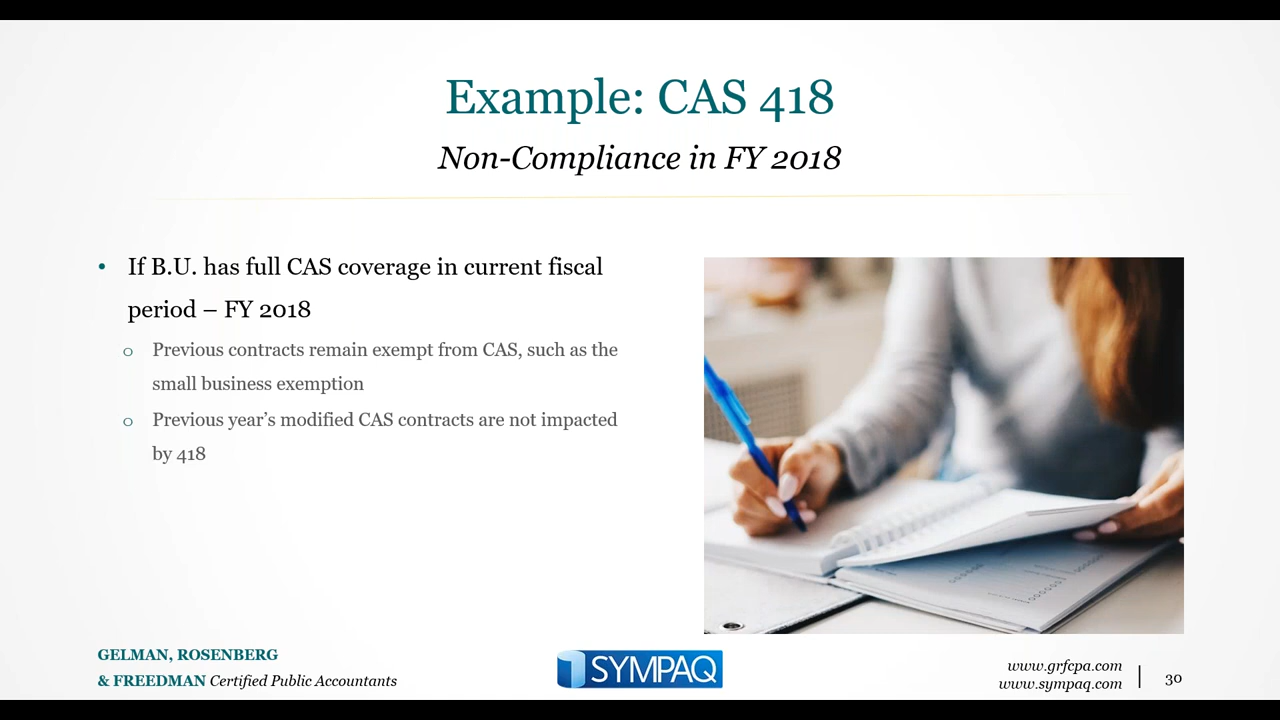 Example: CAS 418
Non-Compliance in FY 2018
• If B.U. has full CAS coverage in current fiscal
period – FY 2018
o Previous contracts remain exempt from CAS, such as the
small business exemption
o Previous year’s modified CAS contracts are not impacted
by 418
GELMAN, ROSENBERG
& FREEDMAN Certified Public Accountants
SYMPAQ
www.grfcpa.com
www.sympaq.com
30